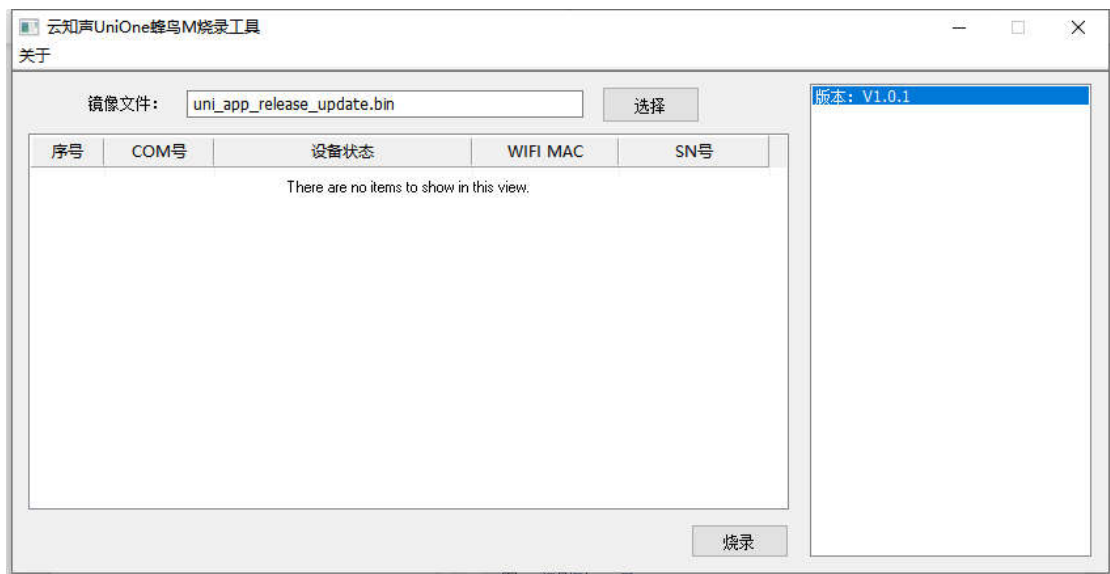 云知声UniOne蜂鸟M烧录工具
关于
镜像文件： uni_app_release_update.bin 选择
版本：V1.0.1
序号 COM号 设备状态 WIFI MAC SN号
There are no items to show in this view.
烧录